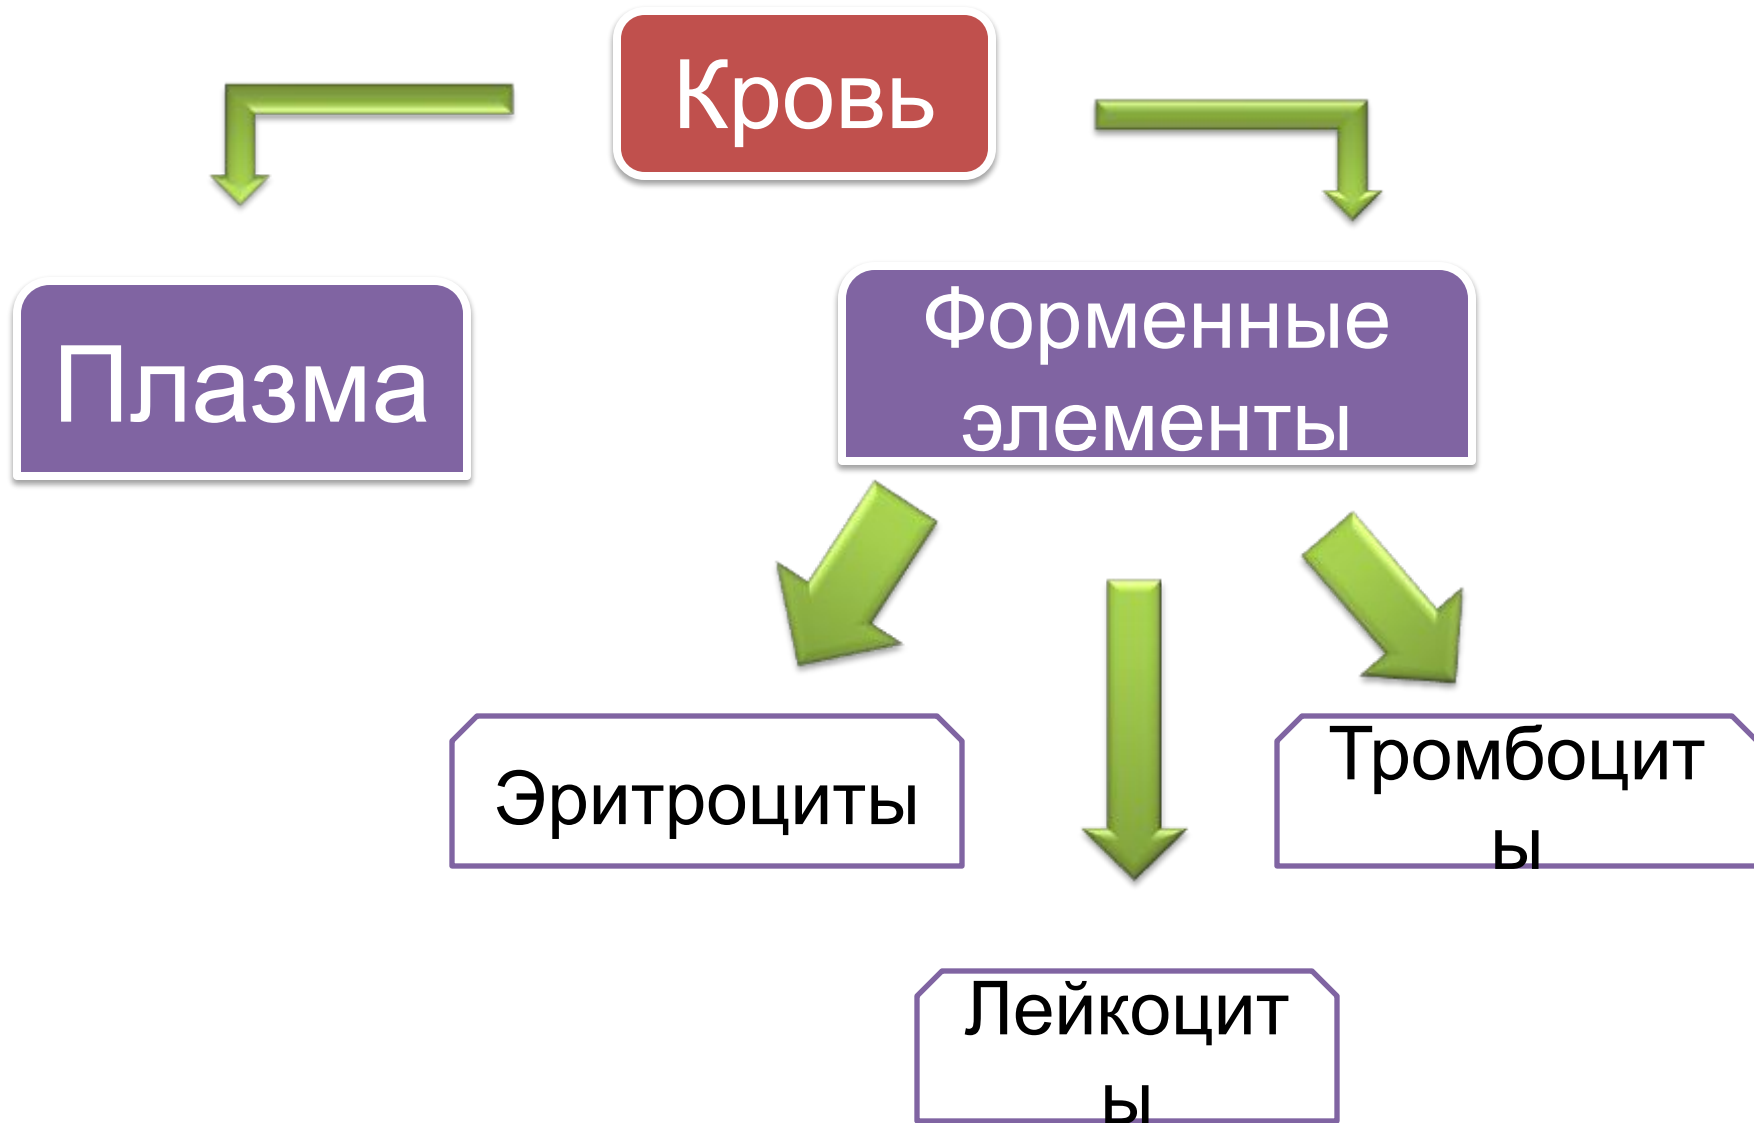 Кровь
Плазма
Форменные
элементы
Эритроциты
Тромбоцит
ы
Лейкоцит
ы